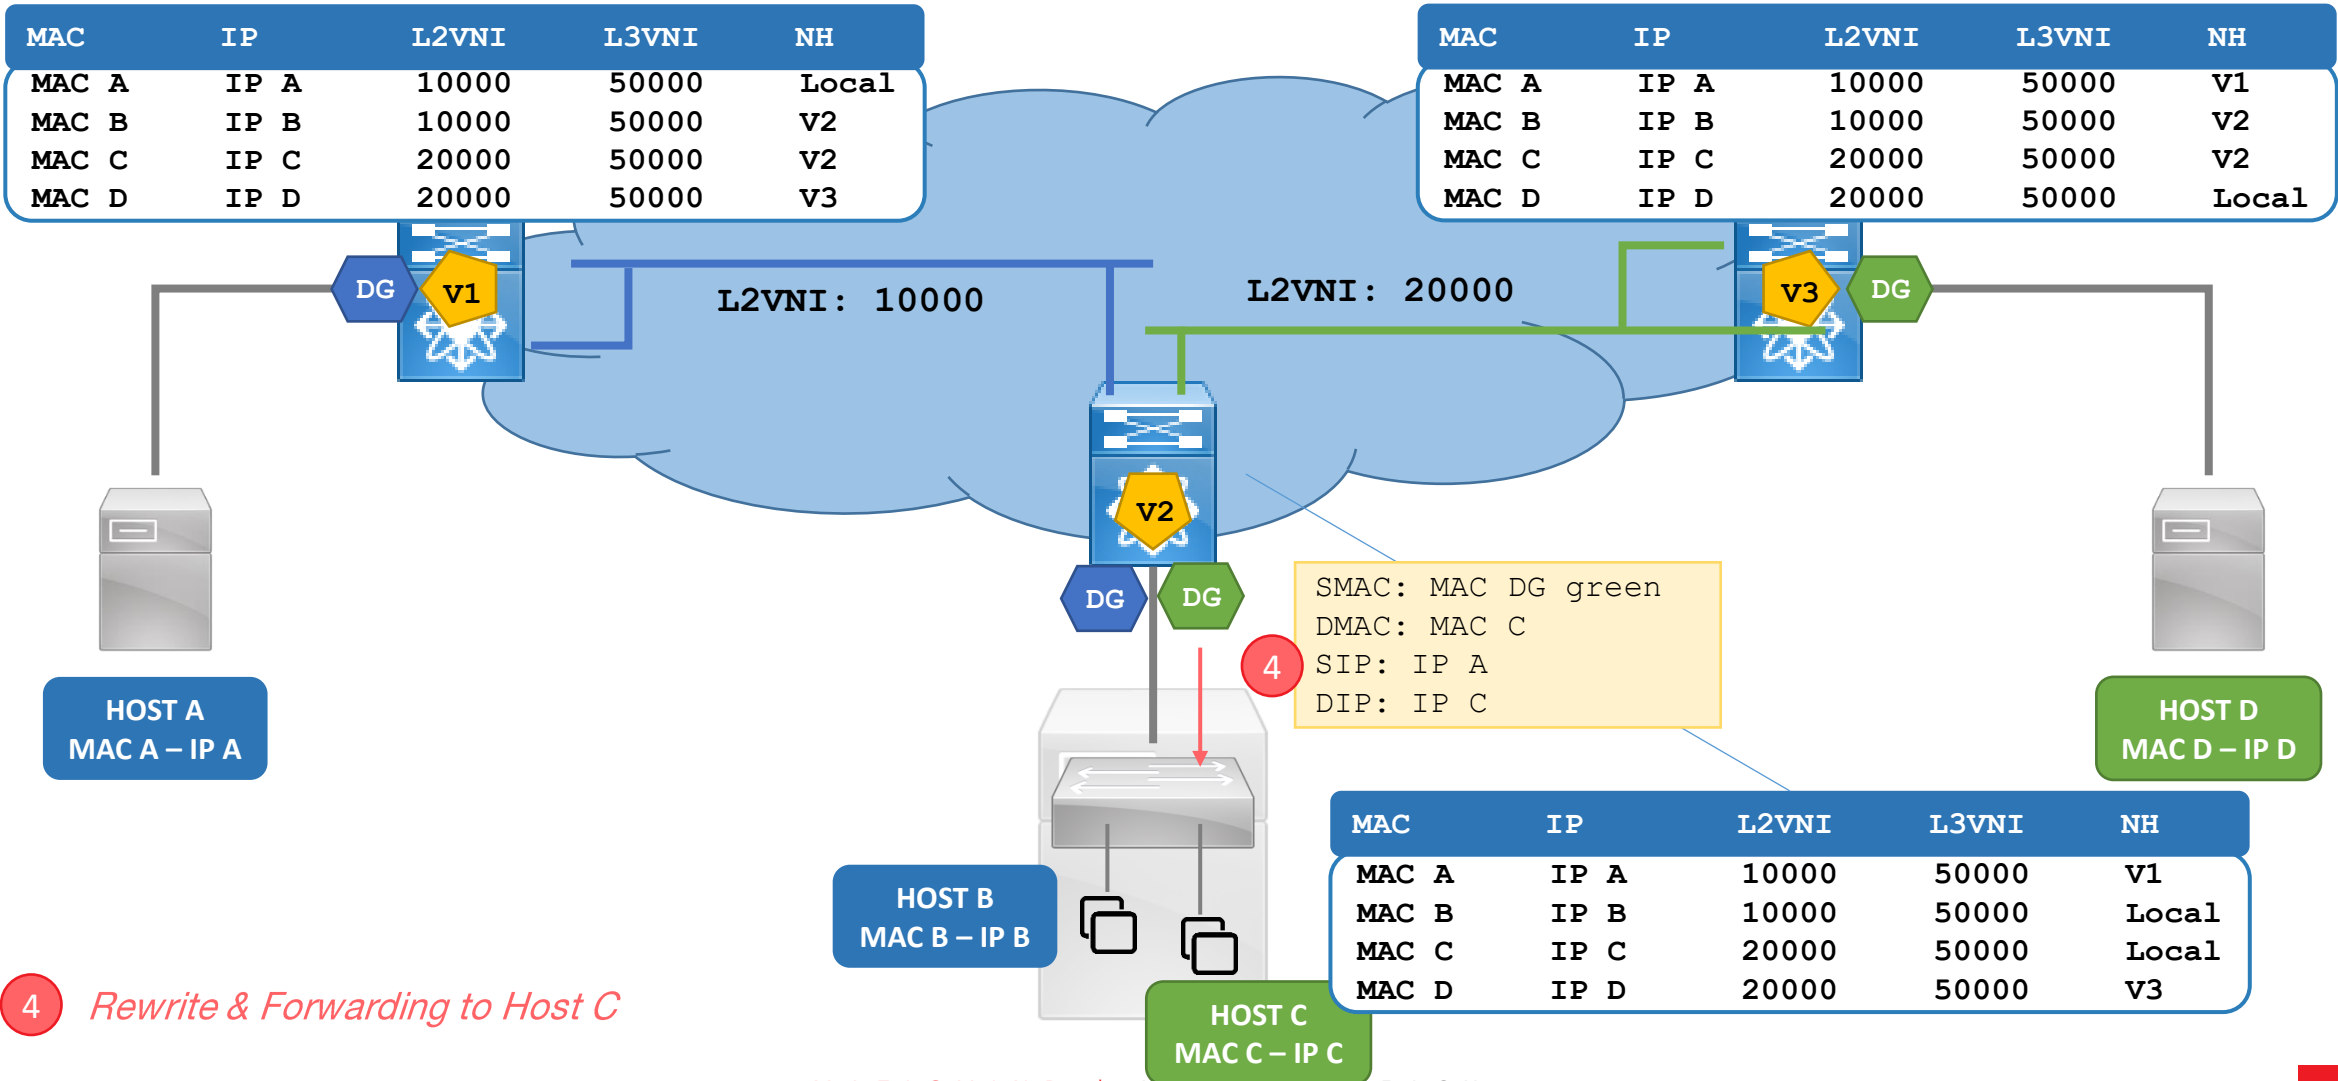 MAC IP L2VNI L3VNI NH
MAC A IP A 10000 50000 Local
MAC B IP B 10000 50000 V2
MAC C IP C 20000 50000 V2
MAC D IP D 20000 50000 V3
MAC IP L2VNI L3VNI NH
MAC A IP A 10000 50000 V1
MAC B IP B 10000 50000 V2
MAC C IP C 20000 50000 V2
MAC D IP D 20000 50000 Local
DG
V1
L2VNI: 10000
L2VNI: 20000
V3
DG
V2
DG
DG
SMAC: MAC DG green
DMAC: MAC C
SIP: IP A
DIP: IP C
4
HOST A
MAC A – IP A
HOST D
MAC D – IP D
HOST B
MAC B – IP B
MAC IP L2VNI L3VNI NH
MAC A IP A 10000 50000 V1
MAC B IP B 10000 50000 Local
MAC C IP C 20000 50000 Local
MAC D IP D 20000 50000 V3
4 Rewrite & Forwarding to Host C
HOST C
MAC C – IP C